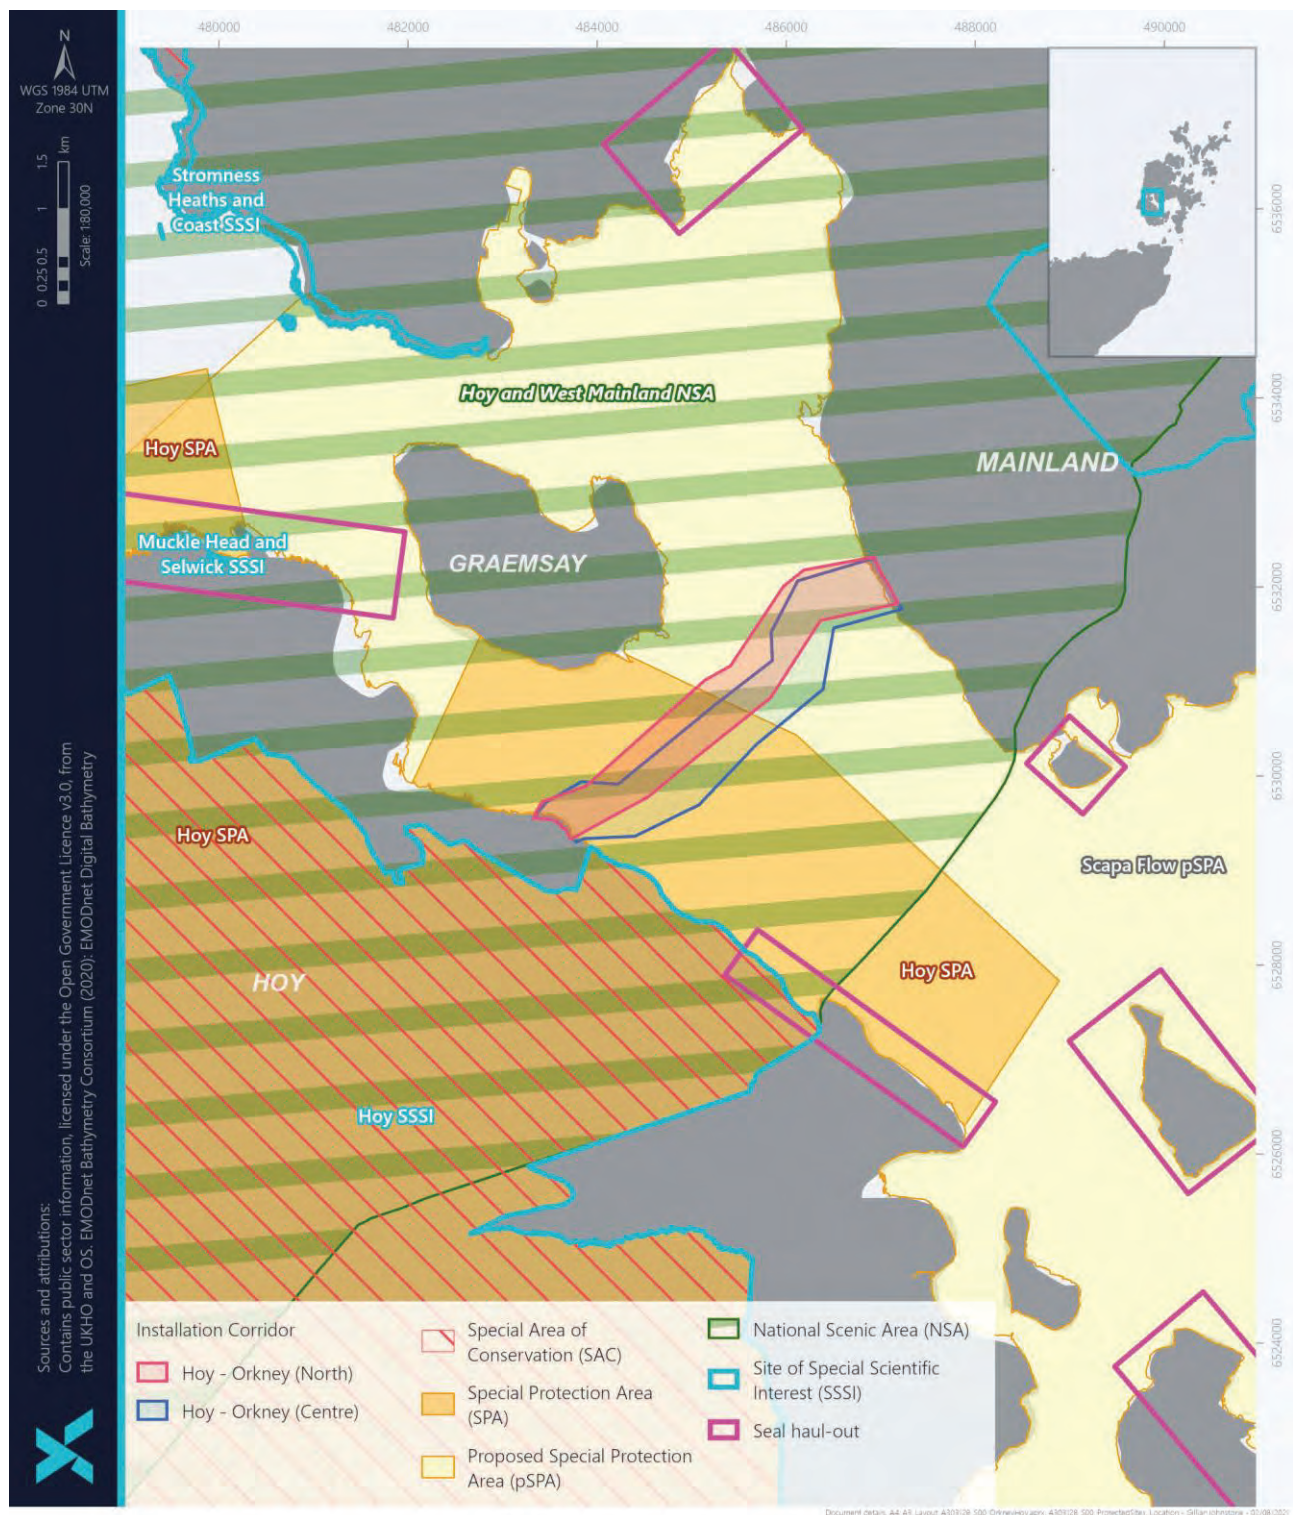 480000
482000
484000
486000
488000
490000
N
WGS 1984 UTM
Zone 30N
0 0.25 0.5 1 1.5
km
Scale: 1:80,000
Stromness
Heaths and
Coast SSSI
6536000
Hoy and West Mainland NSA
6534000
Hoy SPA
MAINLAND
Muckle Head and
Selwick SSSI
GRAEMSAY
6532000
6530000
Hoy SPA
Scapa Flow pSPA
HOY
Hoy SPA
6528000
Hoy SSSI
6526000
6524000
Sources and attributions:
Contains public sector information, licensed under the Open Government Licence v3.0, from
the UKHO and OS. EMODnet Bathymetry Consortium (2020): EMODnet Digital Bathymetry
Installation Corridor
Hoy - Orkney (North)
Hoy - Orkney (Centre)
Special Area of
Conservation (SAC)
Special Protection Area
(SPA)
Proposed Special Protection
Area (pSPA)
National Scenic Area (NSA)
Site of Special Scientific
Interest (SSSI)
Seal haul-out